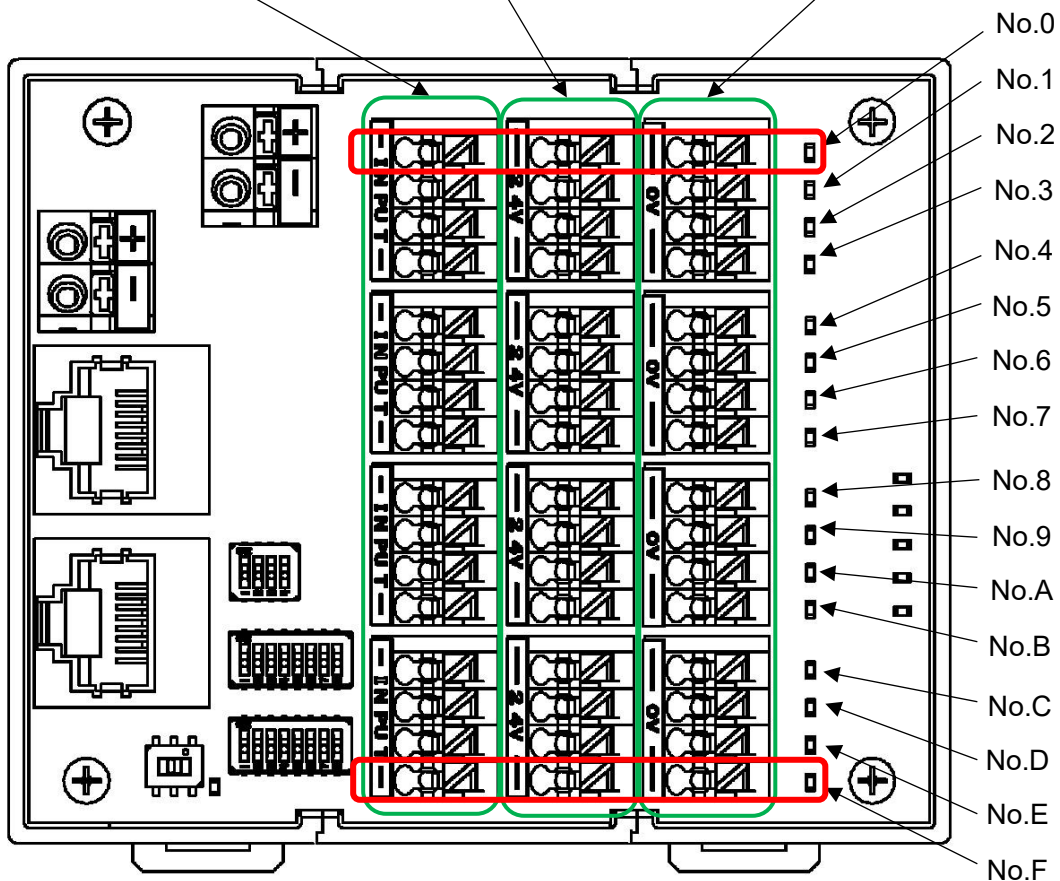 No.0
No.1
No.2
No.3
No.4
No.5
No.6
No.7
No.8
No.9
No.A
No.B
No.C
No.D
No.E
No.F
+
-
+
-
- INPUT -
- 24V -
- 0V -
- INPUT -
- 24V -
- 0V -
- INPUT -
- 24V -
- 0V -
- INPUT -
- 24V -
- 0V -